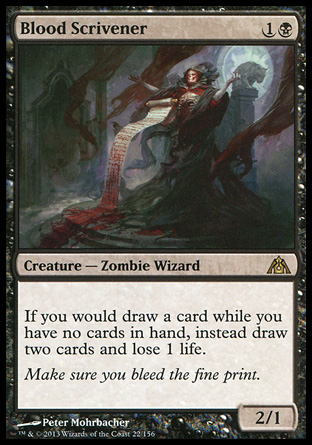 Blood Scrivener 1
Creature — Zombie Wizard
If you would draw a card while you
have no cards in hand, instead draw
two cards and lose 1 life.
Make sure you bleed the fine print.
Peter Mohrbacher
™ & © 2013 Wizards of the Coast 22/156
2/1